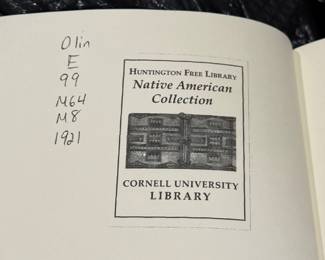 Olin
E
99
M64
M8
1921
HUNTINGTON FREE LIBRARY
Native American
Collection
CORNELL UNIVERSITY
LIBRARY